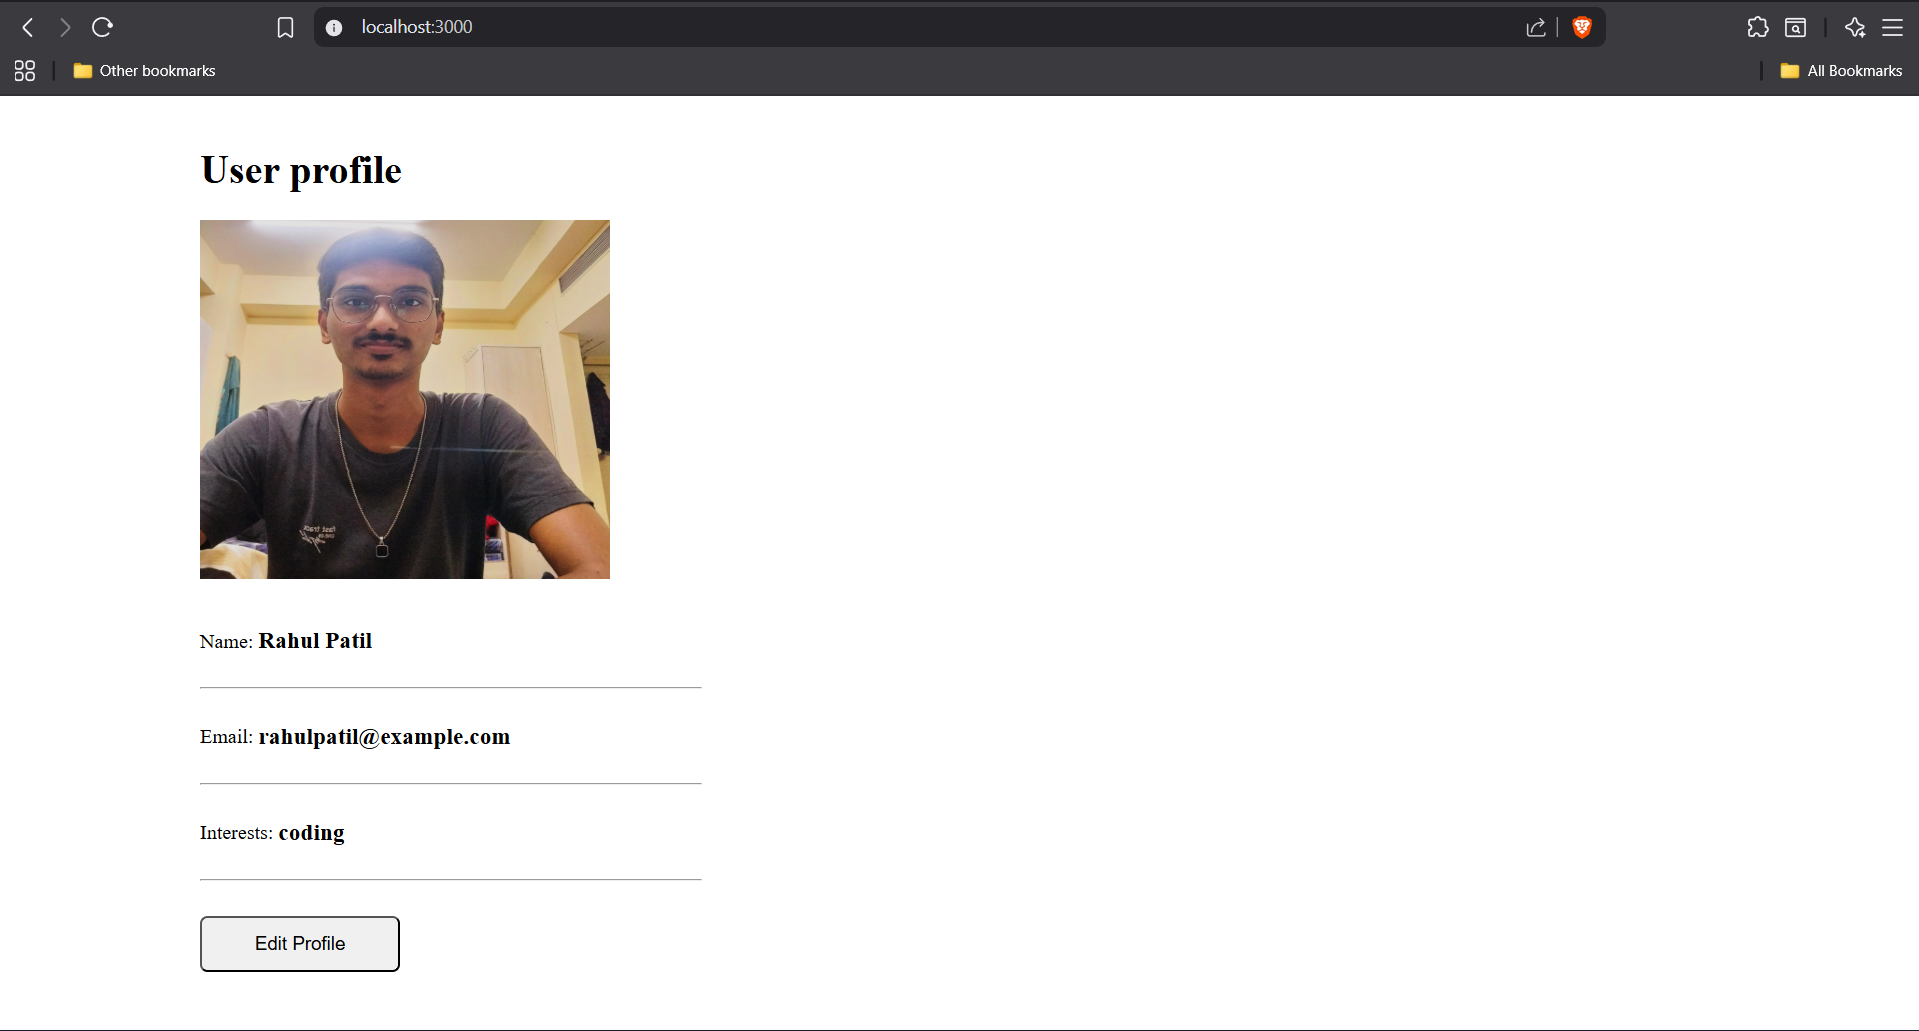 localhost:3000
Other bookmarks
All Bookmarks
User profile
Name: Rahul Patil
Email: rahulpatil@example.com
Interests: coding
Edit Profile